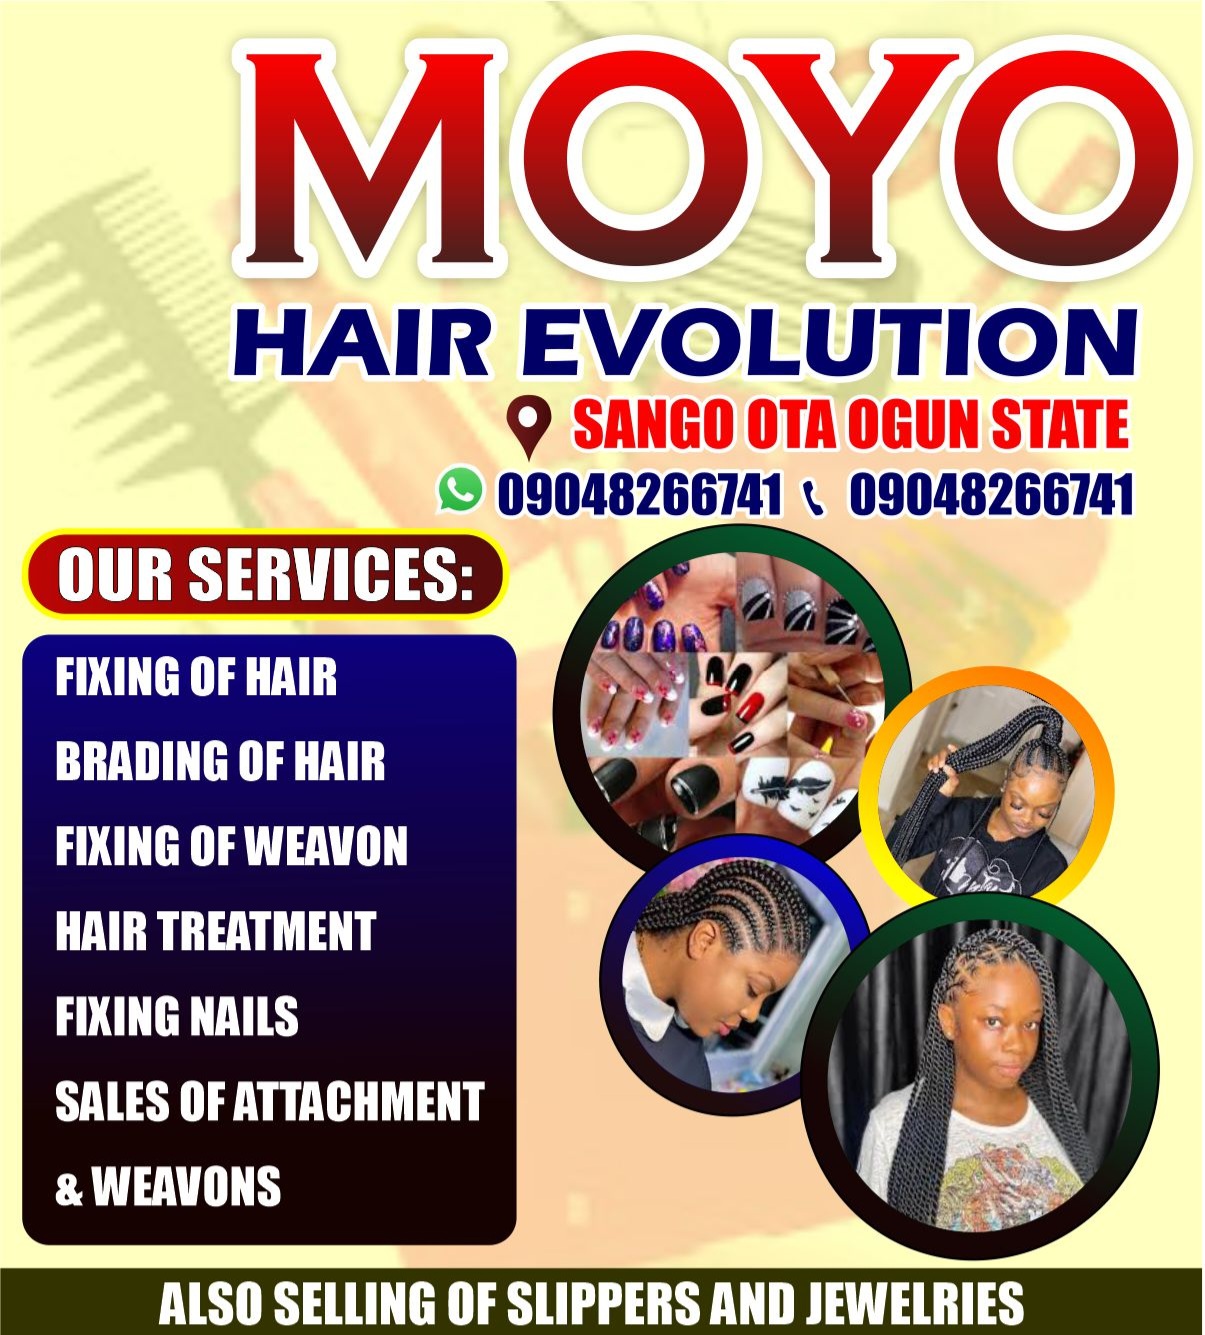 MOYO
HAIR EVOLUTION
SANGO OTA OGUN STATE
09048266741 09048266741
OUR SERVICES:
FIXING OF HAIR
BRADING OF HAIR
FIXING OF WEAVON
HAIR TREATMENT
FIXING NAILS
SALES OF ATTACHMENT
& WEAVONS
ALSO SELLING OF SLIPPERS AND JEWELRIES